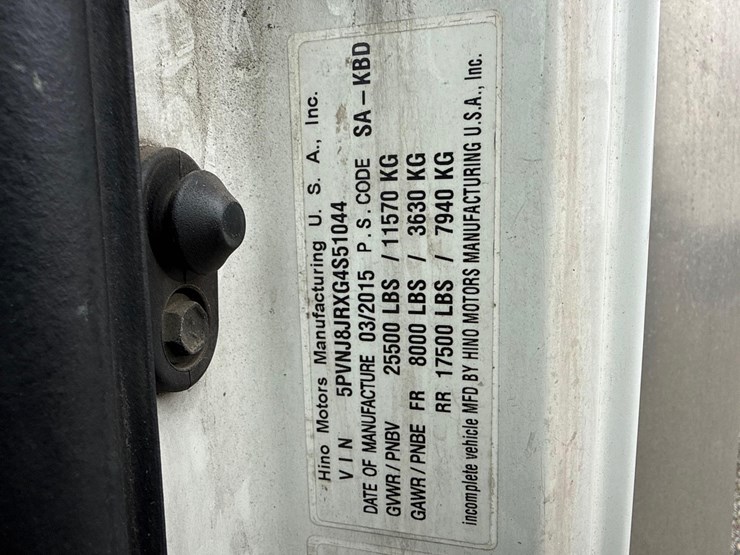 Hino Motors Manufacturing U. S. A., Inc.
VIN 5PVNJ8JRXG4S51044
DATE OF MANUFACTURE 03/2015 P.S. CODE SA-KBD
GVWR/PNBV 25500 LBS / 11570 KG
GAWR/PNBE FR 8000 LBS / 3630 KG
RR 17500 LBS / 7940 KG
incomplete vehicle MFD BY HINO MOTORS MANUFACTURING U.S.A., Inc.